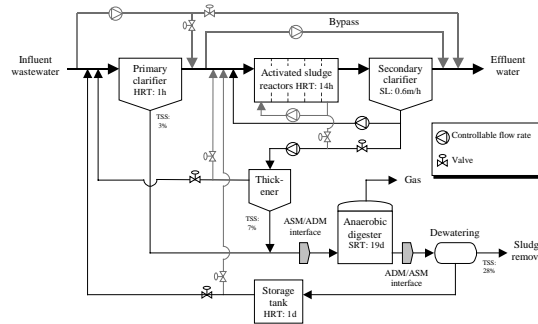 Bypass
Influent
wastewater
Primary
clarifier
HRT: 1h
TSS:
3%
Activated sludge
reactors HRT: 14h
Secondary
clarifier
SL: 0.6m/h
Effluent
water
Controllable flow rate
Valve
Thick-
ener
TSS:
7%
ASM/ADM
interface
Gas
Anaerobic
digester
SRT: 19d
Dewatering
ADM/ASM
interface
Sludge
remov
TSS:
28%
Storage
tank
HRT: 1d